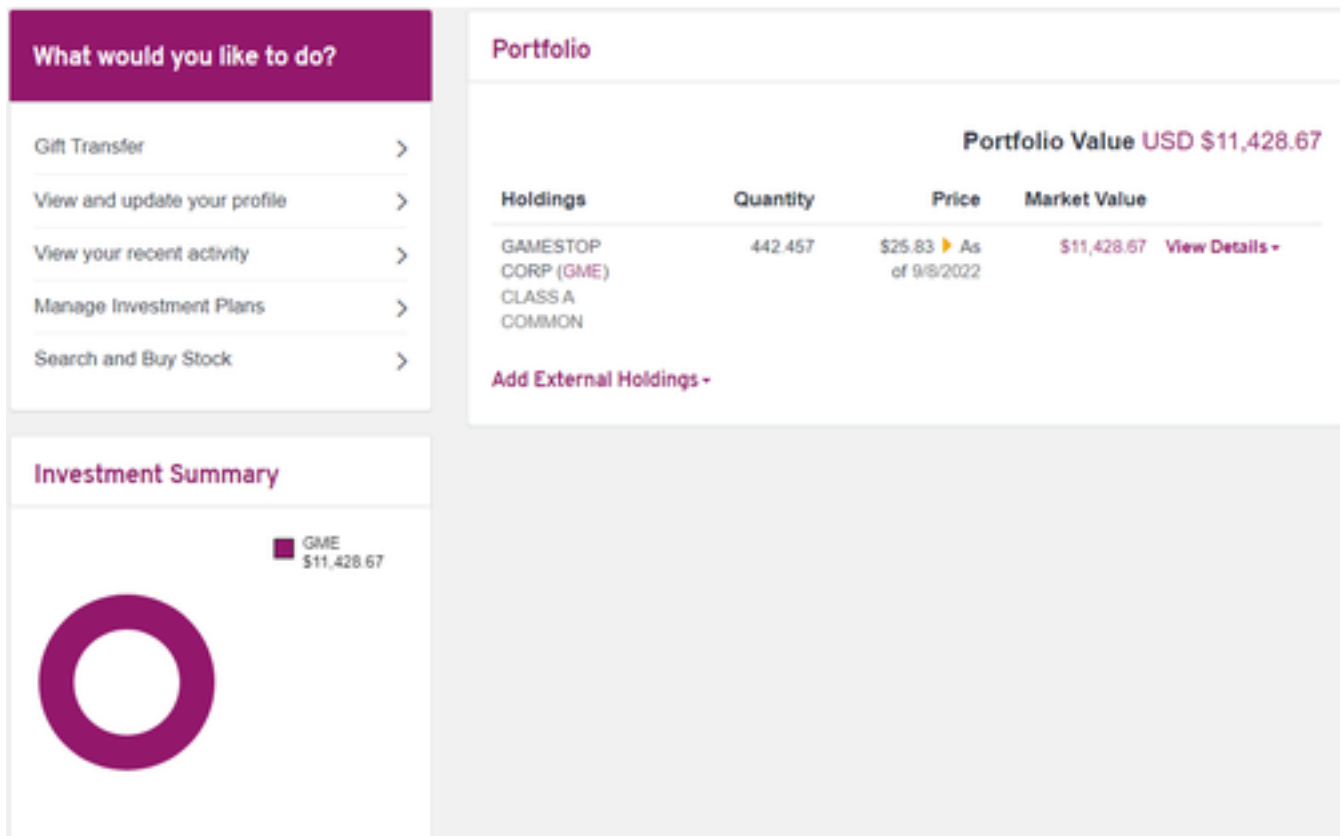 What would you like to do?
Gift Transfer
View and update your profile
View your recent activity
Manage Investment Plans
Search and Buy Stock
Investment Summary
GME
$11,428.67
Portfolio
Portfolio Value USD $11,428.67
Holdings Quantity Price Market Value
GAMESTOP 442.457 $25.83 As $11,428.67 View Details
CORP (GME) of 9/8/2022
CLASS A
COMMON
Add External Holdings